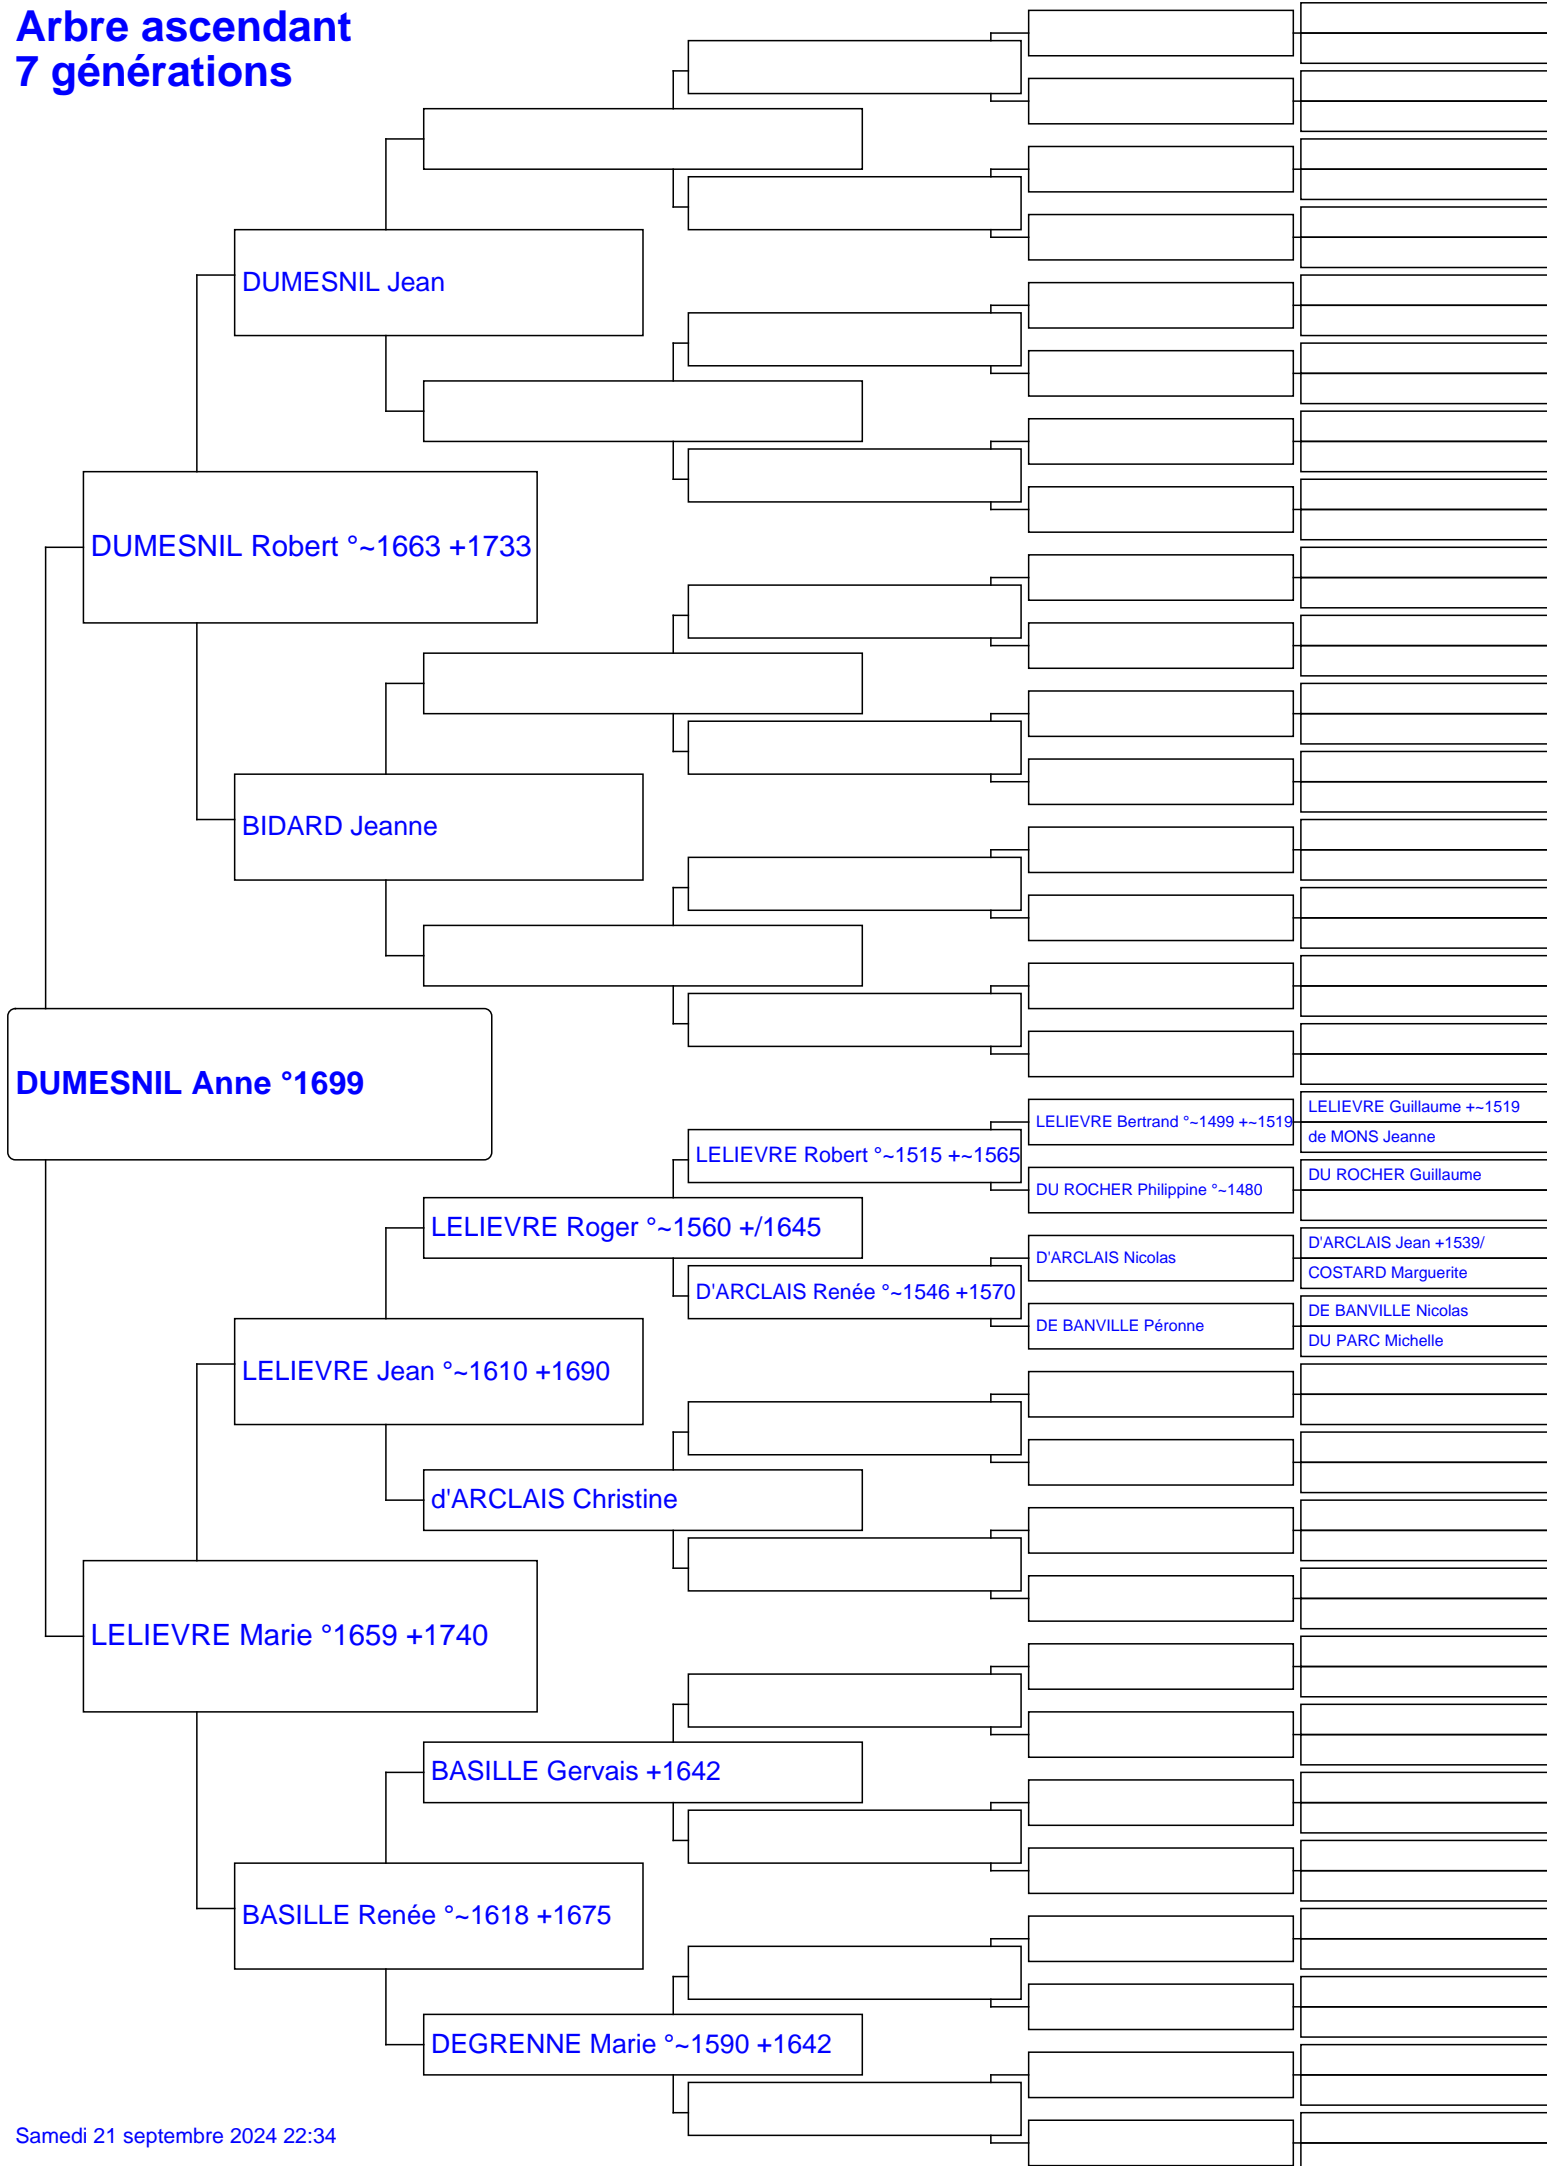 Arbre ascendant
7 générations
DUMESNIL Jean
DUMESNIL Robert °~1663 +1733
BIDARD Jeanne
DUMESNIL Anne °1699
LELIEVRE Guillaume +~1519
LELIEVRE Bertrand °~1499 +~1519
de MONS Jeanne
LELIEVRE Robert °~1515 +~1565
DU ROCHER Guillaume
DU ROCHER Philippine °~1480
LELIEVRE Roger °~1560 +/1645
D'ARCLAIS Jean +1539/
D'ARCLAIS Nicolas
COSTARD Marguerite
D'ARCLAIS Renée °~1546 +1570
DE BANVILLE Nicolas
DE BANVILLE Péronne
DU PARC Michelle
LELIEVRE Jean °~1610 +1690
d'ARCLAIS Christine
LELIEVRE Marie °1659 +1740
BASILLE Gervais +1642
BASILLE Renée °~1618 +1675
DEGRENNE Marie °~1590 +1642
Samedi 21 septembre 2024 22:34